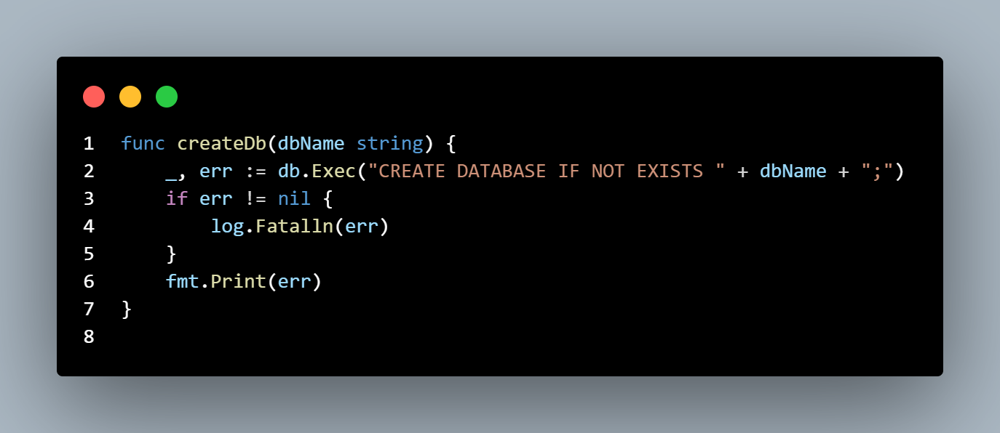 1 func createDb(dbName string) {
2     _, err := db.Exec("CREATE DATABASE IF NOT EXISTS " + dbName + ";")
3     if err != nil {
4         log.Fatalln(err)
5     }
6     fmt.Print(err)
7 }
8